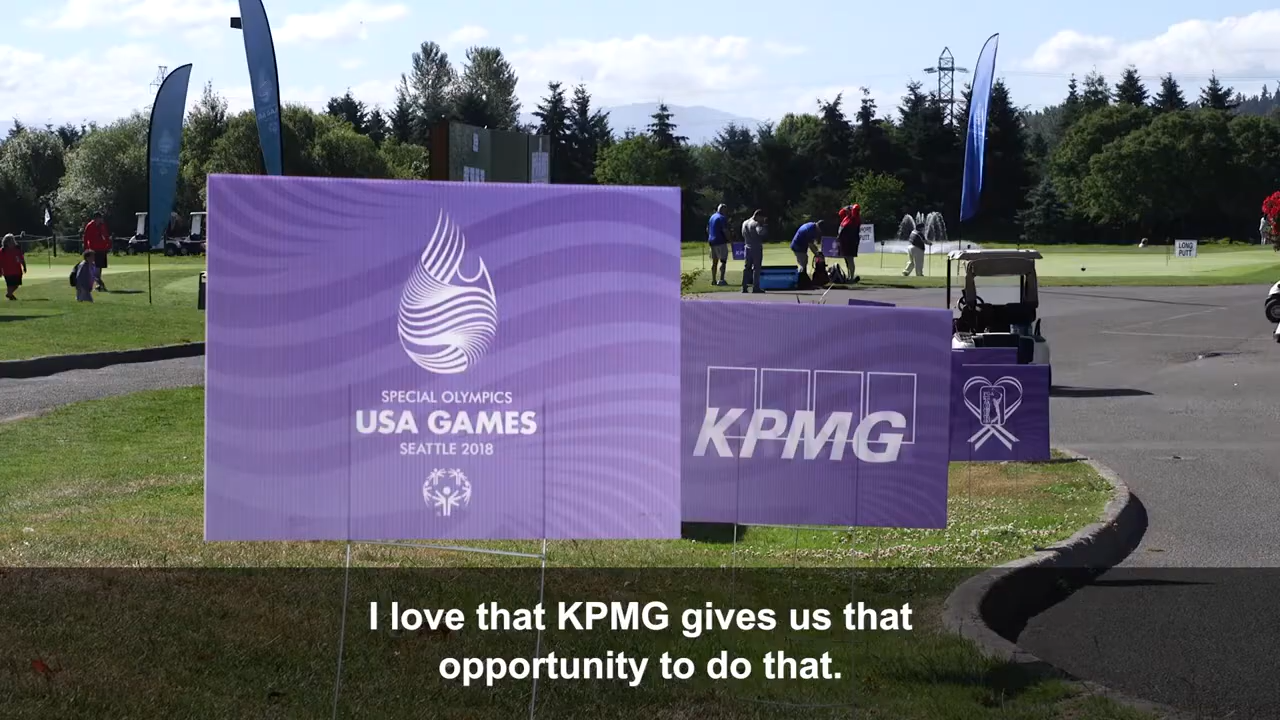 SPECIAL OLYMPICS
USA GAMES
SEATTLE 2018
KPMG
LONG
PUTT
I love that KPMG gives us that
opportunity to do that.